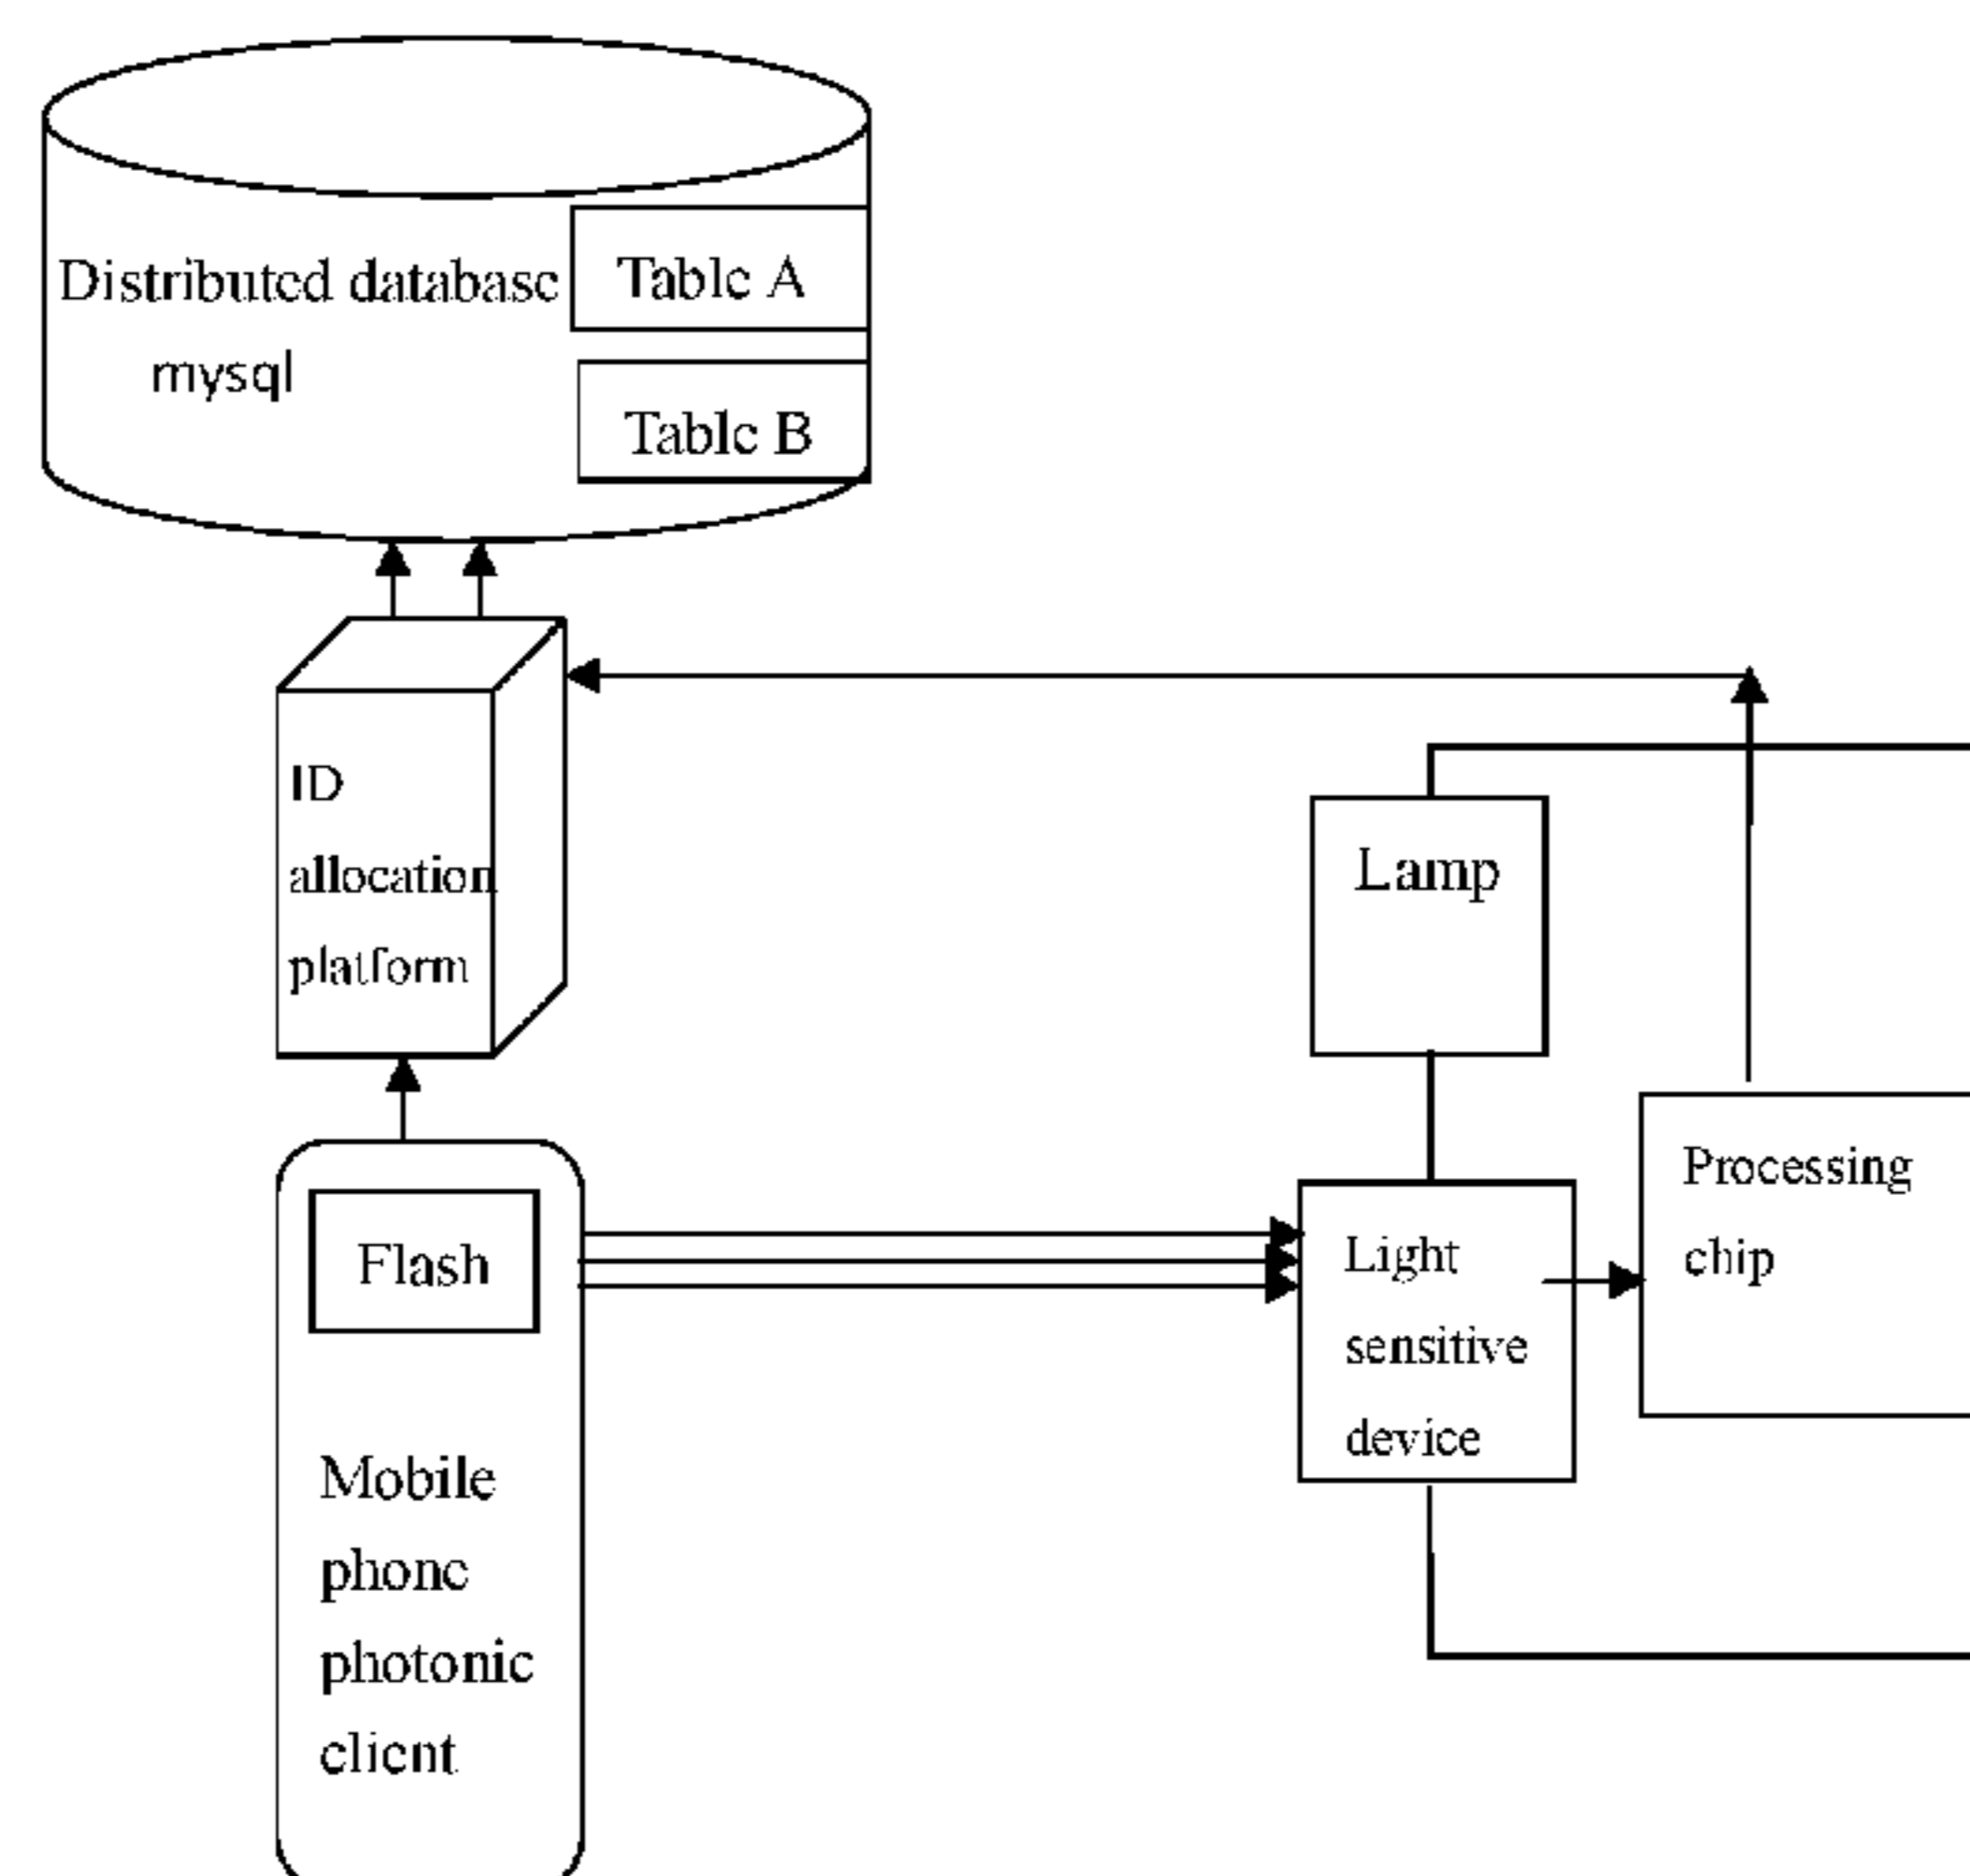 Distributed database
mysql
Table A
Table B
ID
allocation
platform
Lamp
Processing
chip
Flash
Light
sensitive
device
Mobile
phone
photonic
client